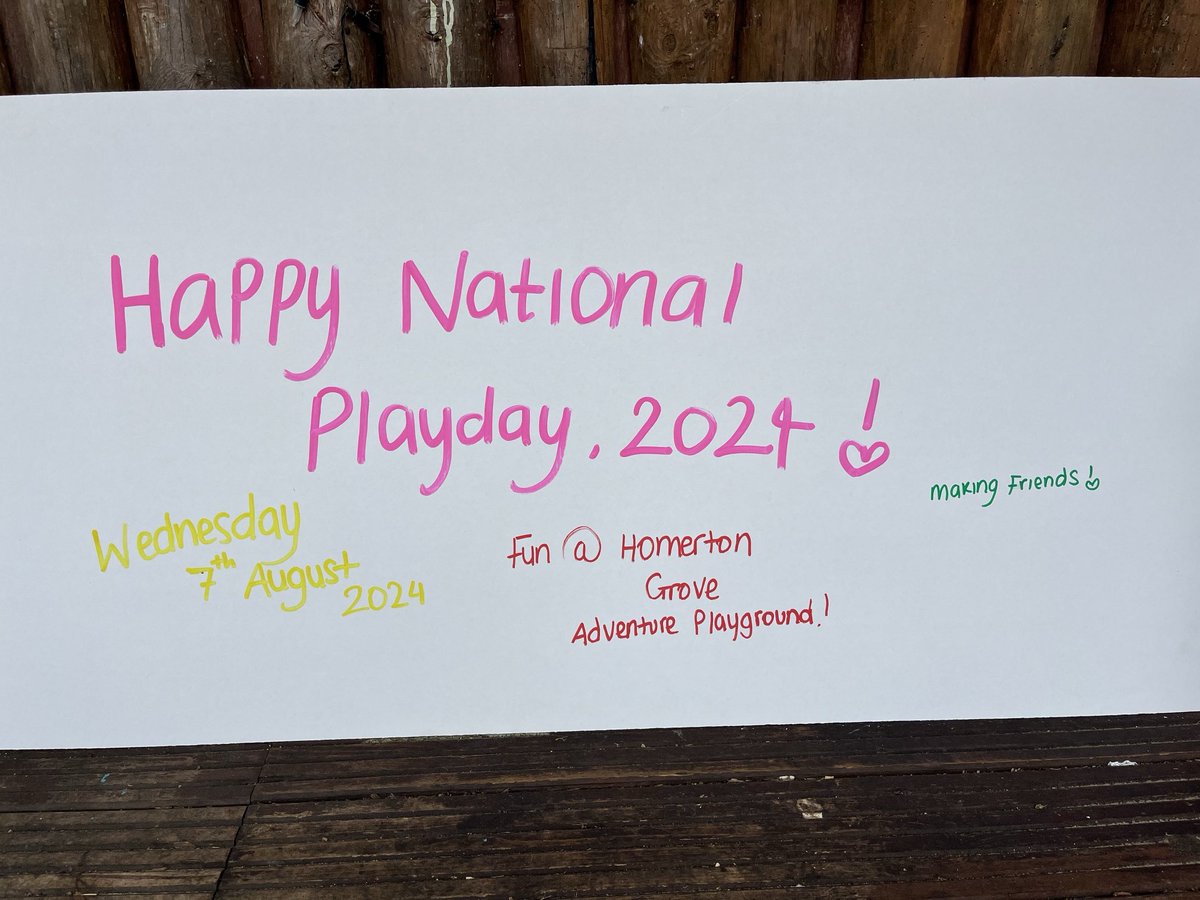 Happy National
Playday. 2024 !
Wednesday
7th August
2024
Fun @ Homerton
Grove
Adventure Playground!
making Friends!